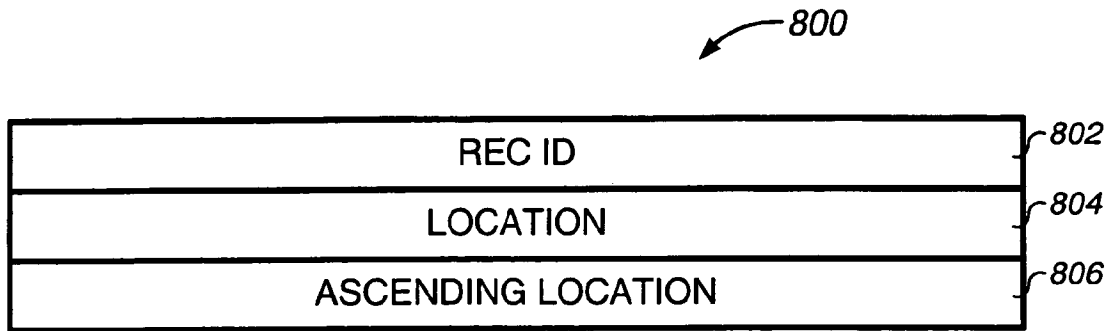 800
REC ID 802
LOCATION 804
ASCENDING LOCATION 806